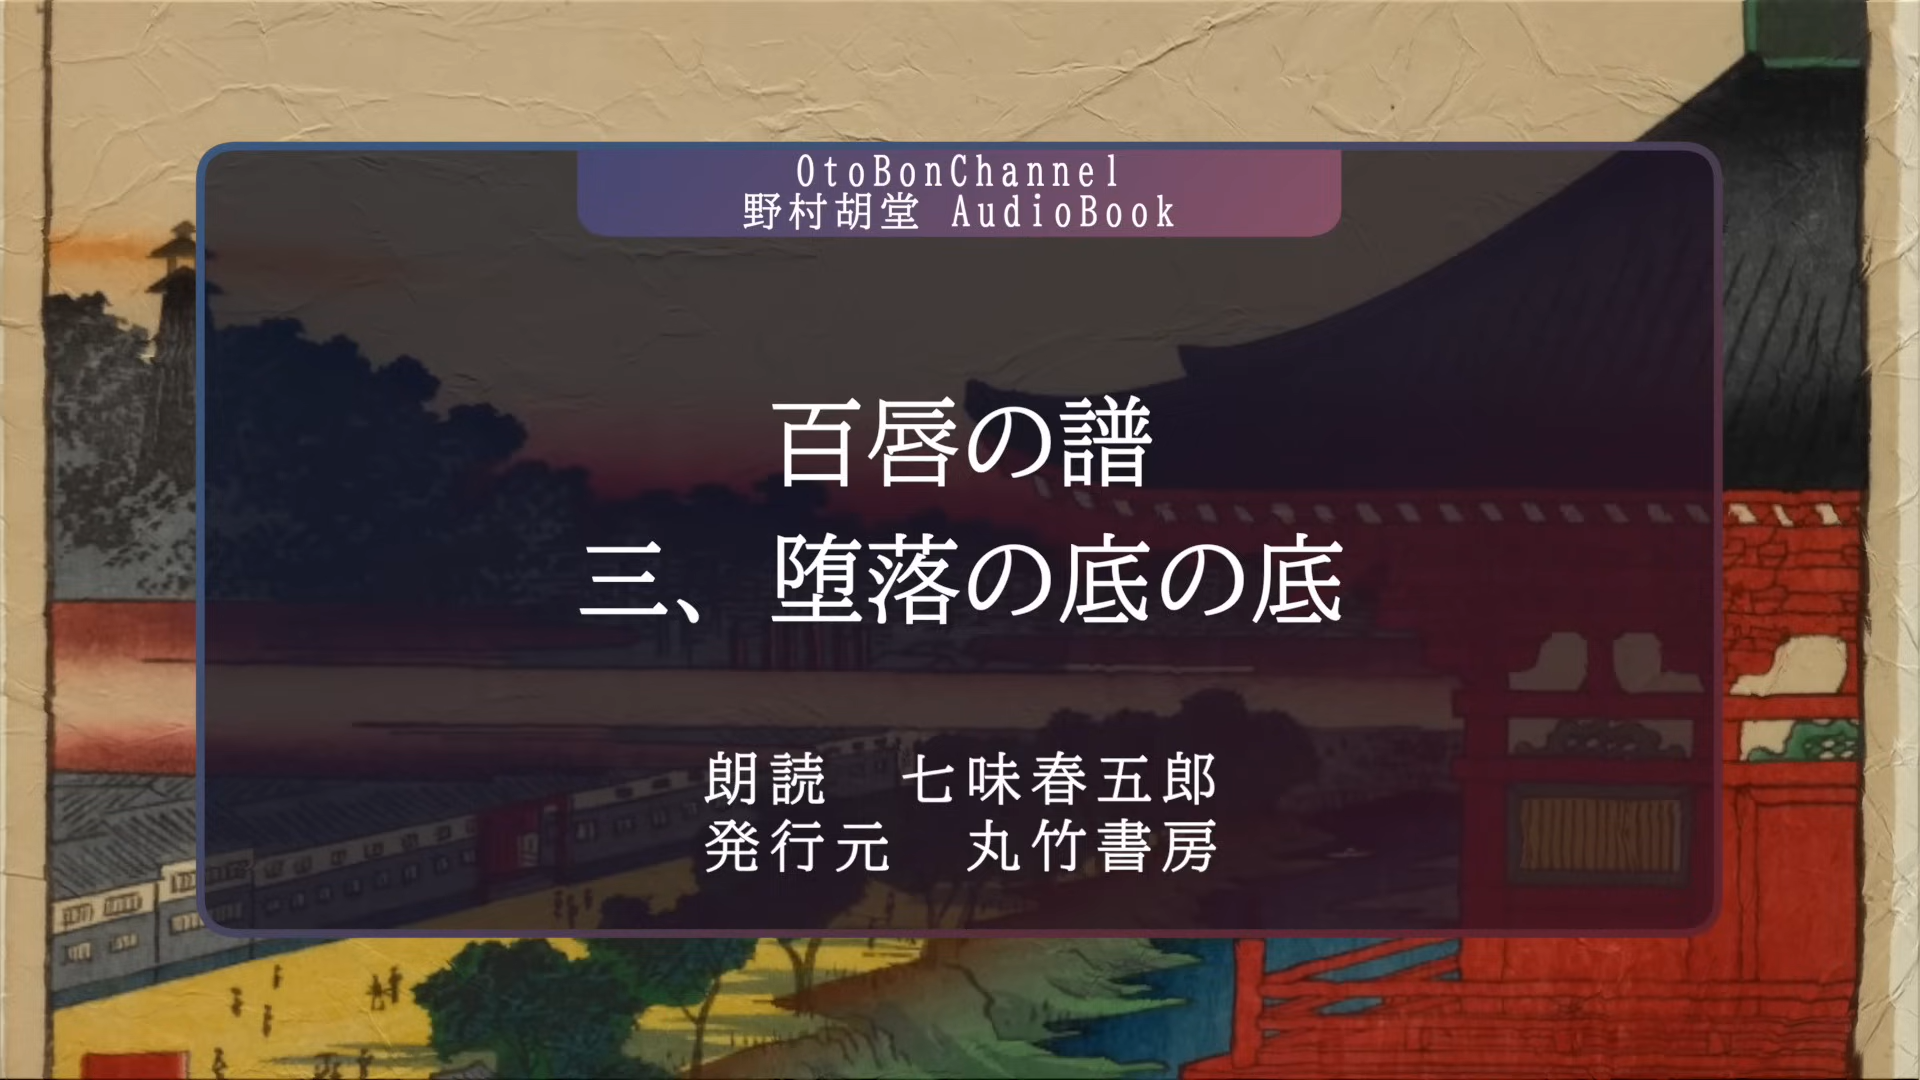 OtoBonChannel
野村胡堂 AudioBook
百唇の譜
三、堕落の底の底
朗読　七味春五郎
発行元　丸竹書房